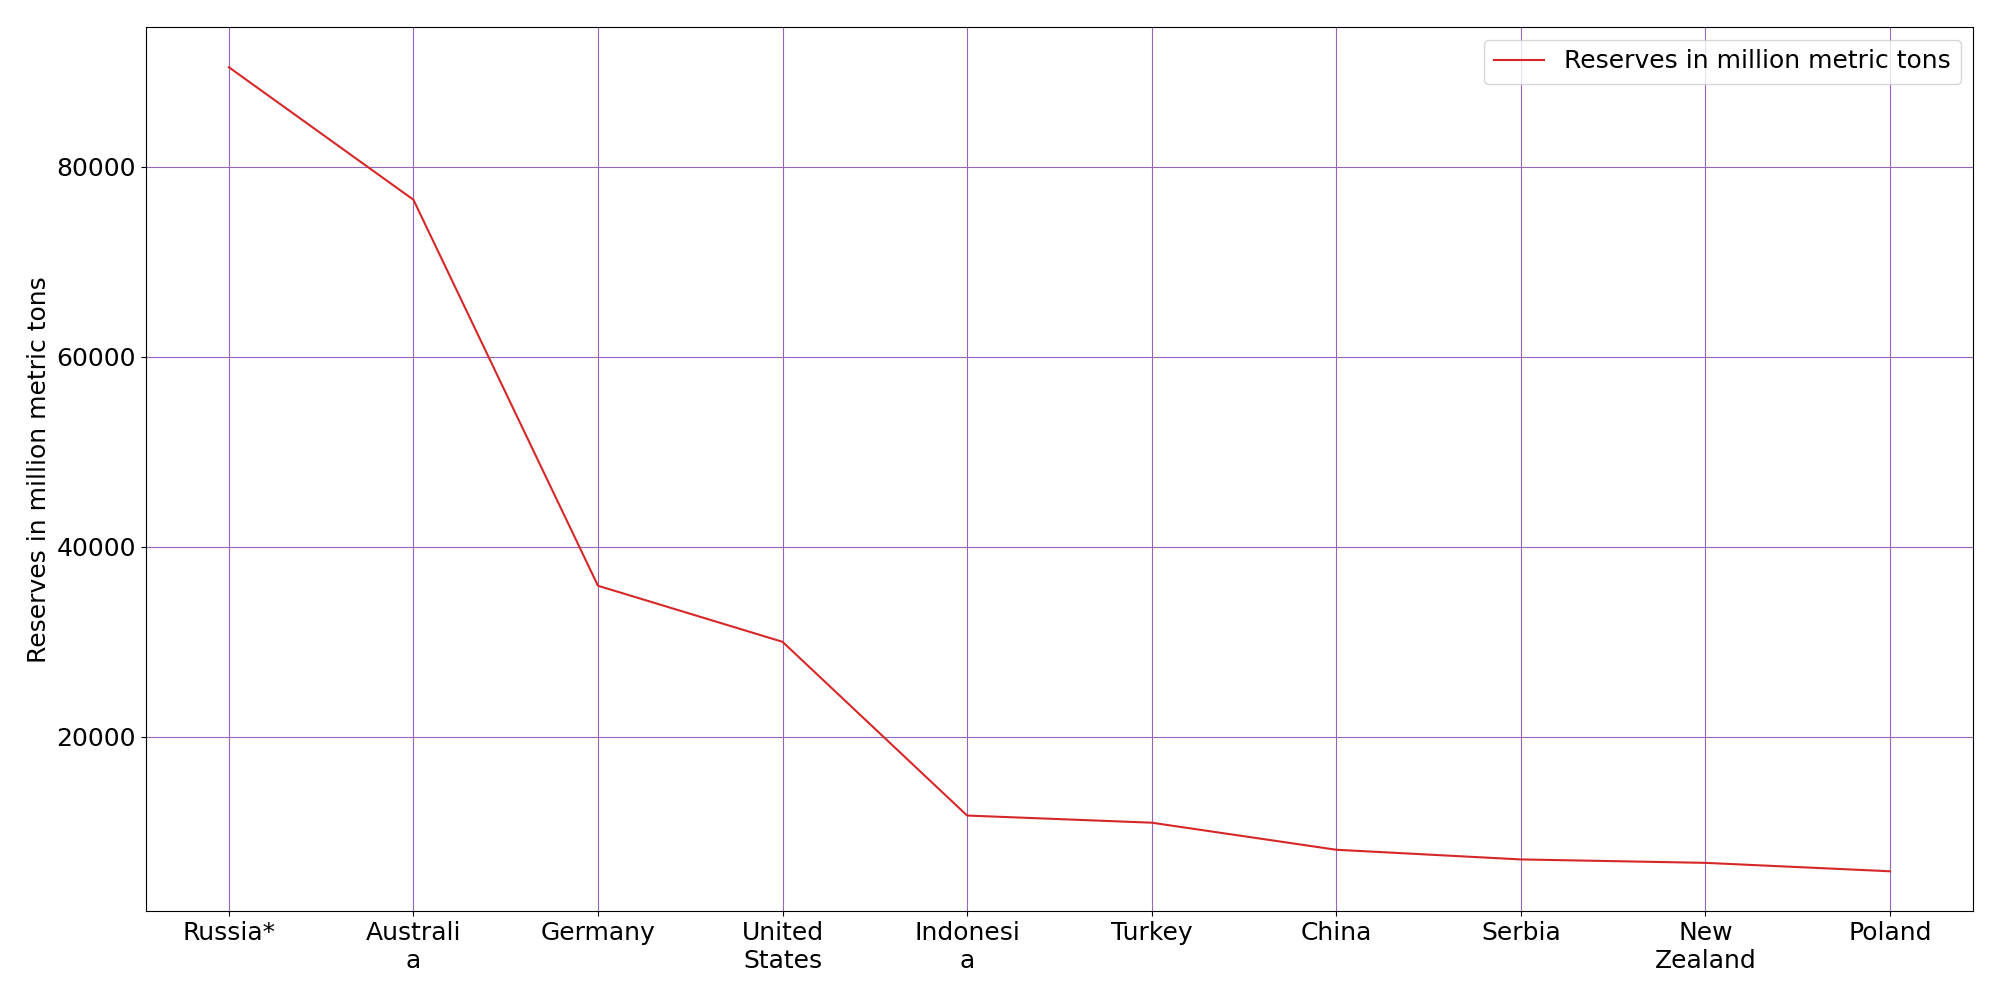 Reserves in million metric tons
80000
60000
40000
20000
Reserves in million metric tons
Russia*
Australi
a
Germany
United
States
Indonesi
a
Turkey
China
Serbia
New
Zealand
Poland